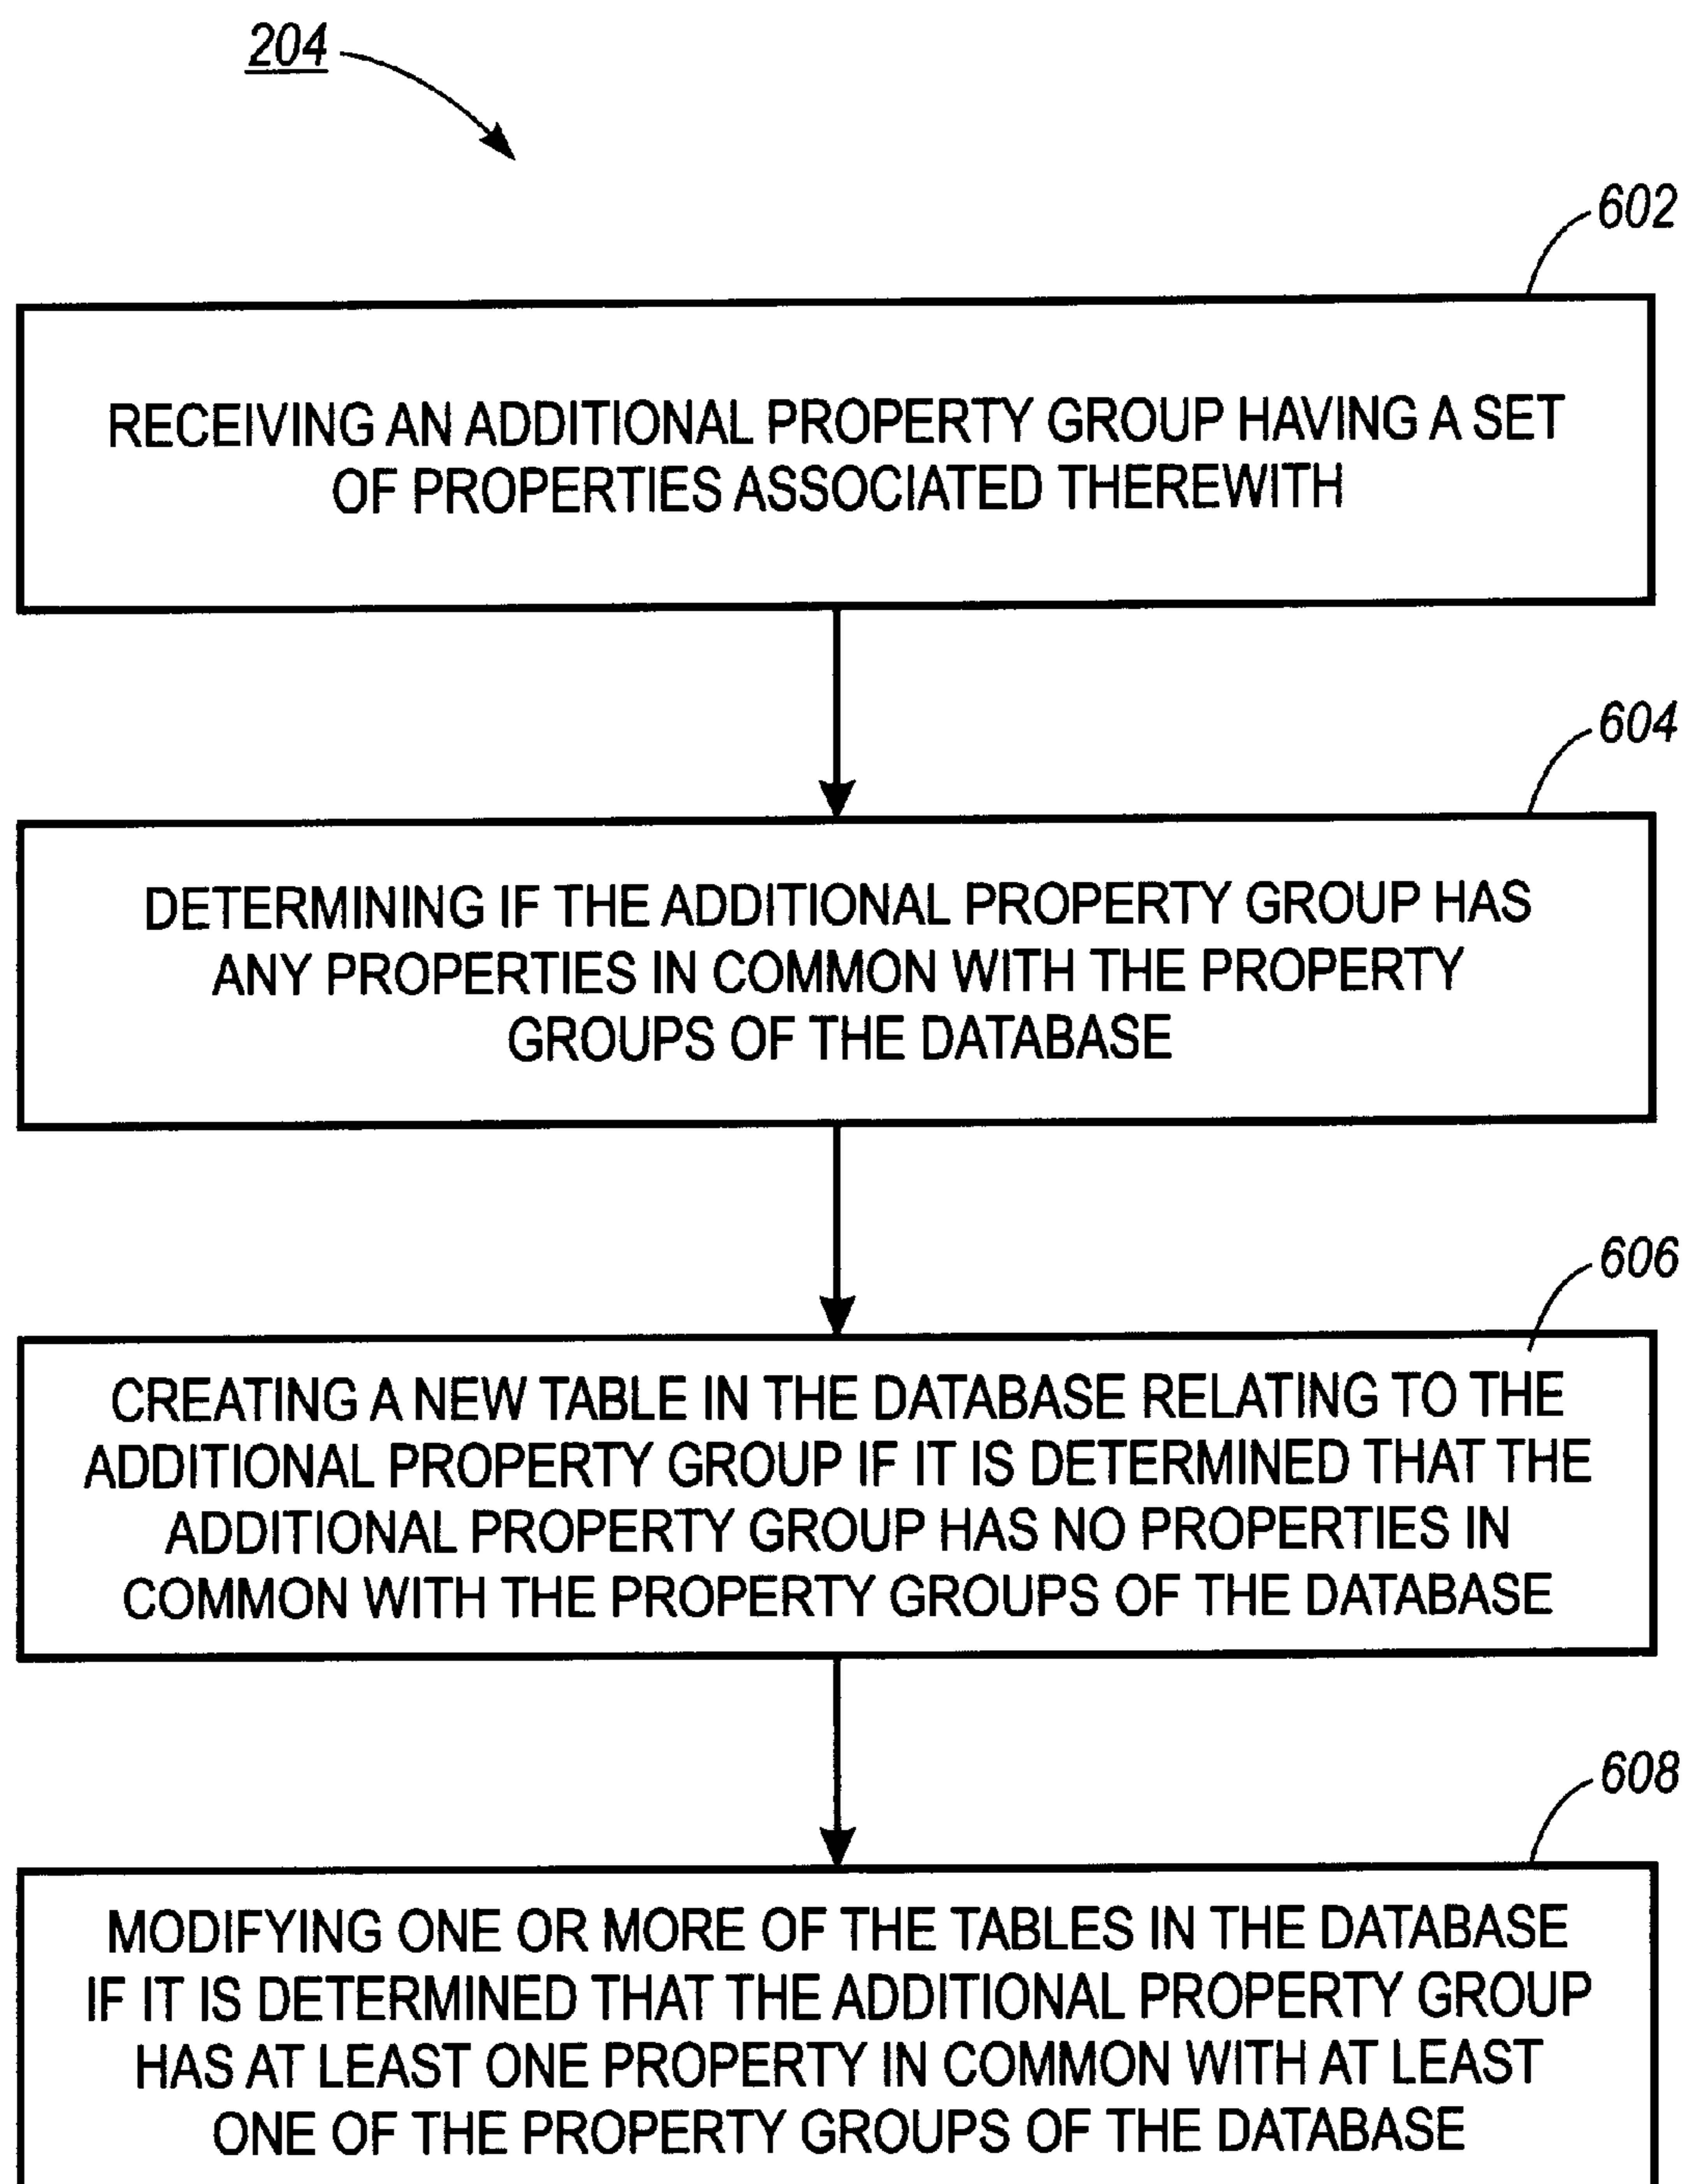 204
602
RECEIVING AN ADDITIONAL PROPERTY GROUP HAVING A SET
OF PROPERTIES ASSOCIATED THEREWITH
604
DETERMINING IF THE ADDITIONAL PROPERTY GROUP HAS
ANY PROPERTIES IN COMMON WITH THE PROPERTY
GROUPS OF THE DATABASE
606
CREATING A NEW TABLE IN THE DATABASE RELATING TO THE
ADDITIONAL PROPERTY GROUP IF IT IS DETERMINED THAT THE
ADDITIONAL PROPERTY GROUP HAS NO PROPERTIES IN
COMMON WITH THE PROPERTY GROUPS OF THE DATABASE
608
MODIFYING ONE OR MORE OF THE TABLES IN THE DATABASE
IF IT IS DETERMINED THAT THE ADDITIONAL PROPERTY GROUP
HAS AT LEAST ONE PROPERTY IN COMMON WITH AT LEAST
ONE OF THE PROPERTY GROUPS OF THE DATABASE